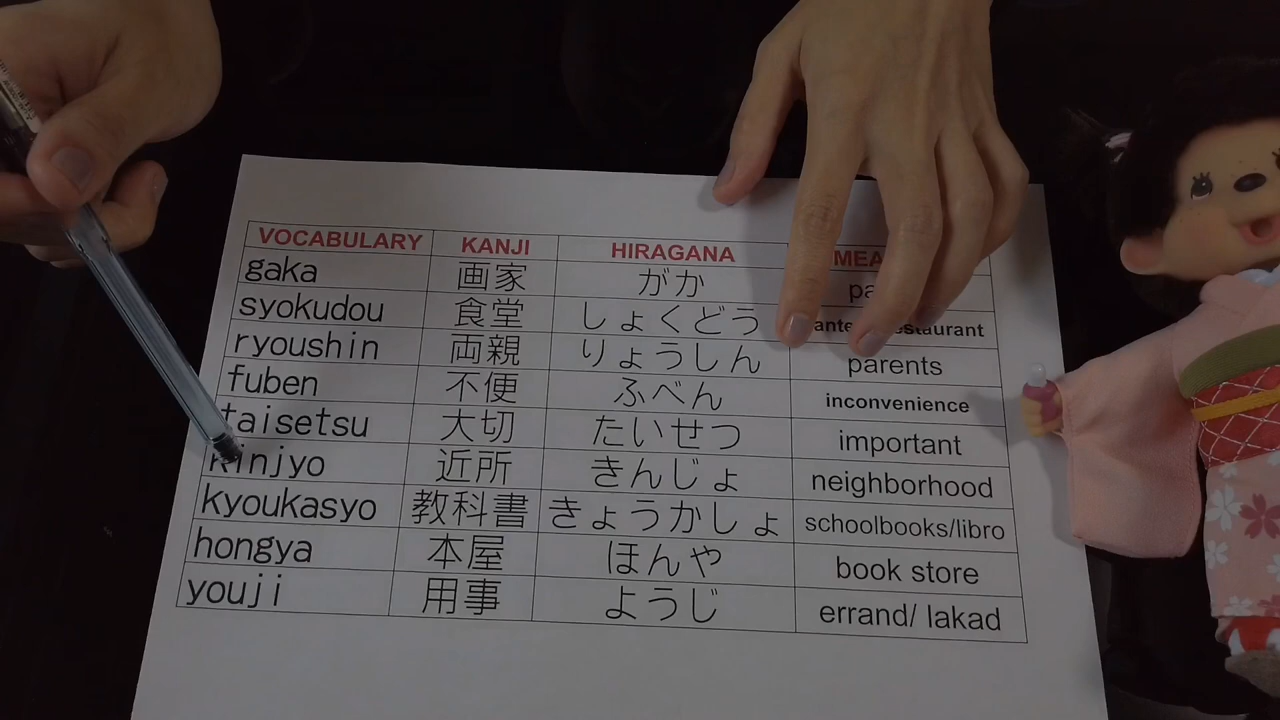 VOCABULARY KANJI HIRAGANA
gaka 画家 がか
syokudou 食堂 しょくどう
ryoushin 両親 りょうしん parents
fuben 不便 ふべん inconvenience
taisetsu 大切 たいせつ important
kinjyo 近所 きんじょ neighborhood
kyoukasyo 教科書 きょうかしょ schoolbooks/libro
hongya 本屋 ほんや book store
youji 用事 ようじ errand/ lakad